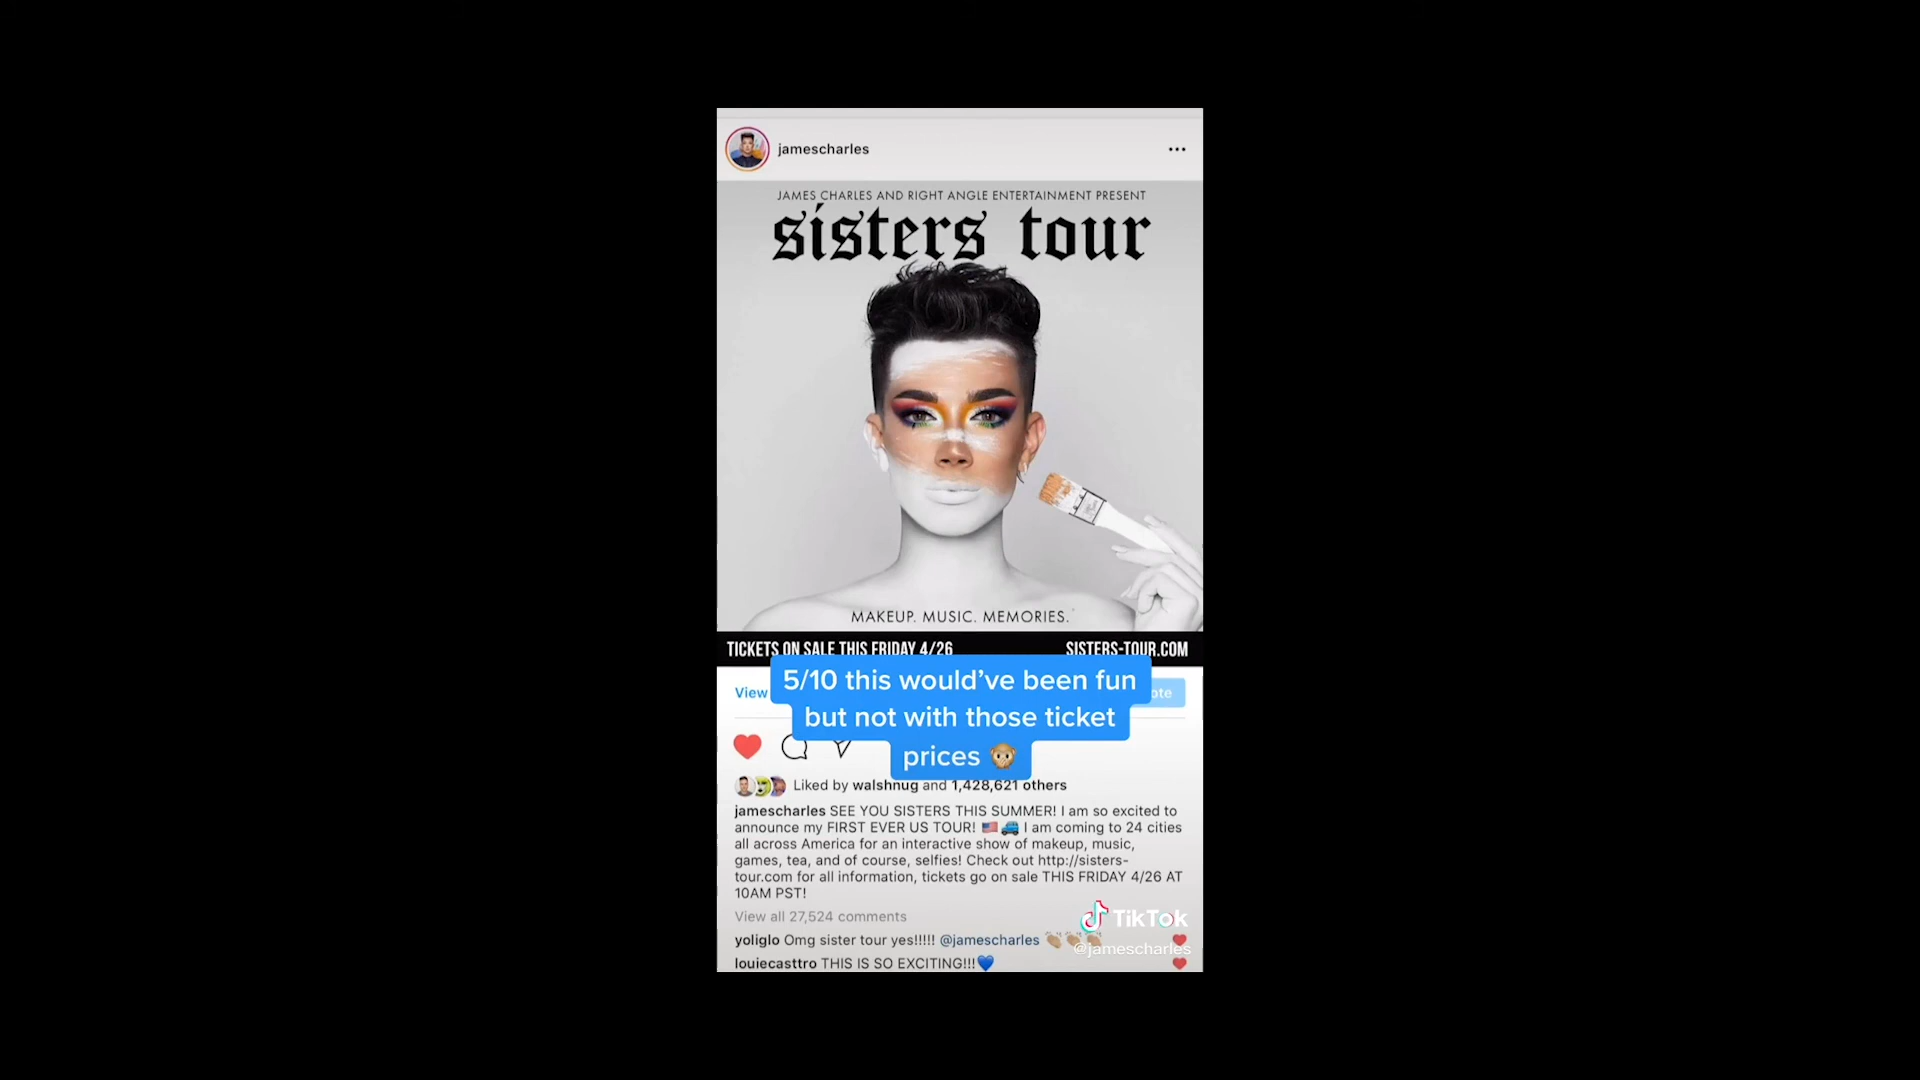 jamescharles
JAMES CHARLES AND RIGHT ANGLE ENTERTAINMENT PRESENT
sisters tour
MAKEUP. MUSIC. MEMORIES.
TICKETS ON SALE THIS FRIDAY 4/26
SISTERS-TOUR.COM
View
5/10 this would've been fun
but not with those ticket
prices 🙊
Liked by walshnug and 1,428,621 others
jamescharles SEE YOU SISTERS THIS SUMMER! I am so excited to
announce my FIRST EVER US TOUR! 🇺🇸🚙 I am coming to 24 cities
all across America for an interactive show of makeup, music,
games, tea, and of course, selfies! Check out http://sisters-
tour.com for all information, tickets go on sale THIS FRIDAY 4/26 AT
10AM PST!
View all 27,524 comments
yoliglo Omg sister tour yes!!!!! @jamescharles 👏🏼👏🏼👏🏼
louiecasttro THIS IS SO EXCITING!!!💙
TikTok
@jamescharles